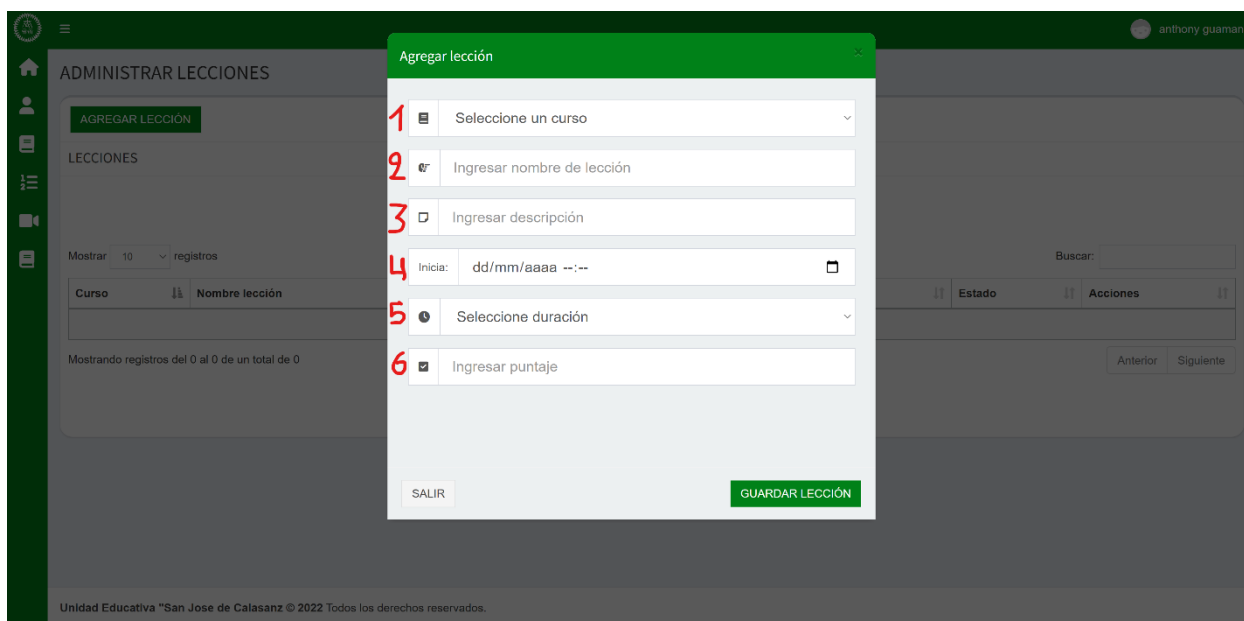 anthony guaman
ADMINISTRAR LECCIONES
AGREGAR LECCIÓN
LECCIONES
Mostrar 10 registros
Buscar:
Curso Nombre lección Estado Acciones
Mostrando registros del 0 al 0 de un total de 0
Anterior Siguiente
Agregar lección
×
1 Seleccione un curso
2 Ingresar nombre de lección
3 Ingresar descripción
4 Inicia: dd/mm/aaaa --:--
5 Seleccione duración
6 Ingresar puntaje
SALIR GUARDAR LECCIÓN
Unidad Educativa "San Jose de Calasanz © 2022 Todos los derechos reservados.